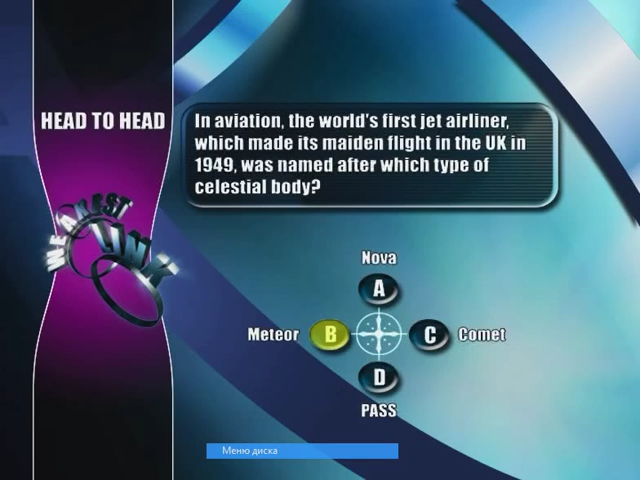 HEAD TO HEAD
In aviation, the world's first jet airliner,
which made its maiden flight in the UK in
1949, was named after which type of
celestial body?
WEAKEST
LINK
Nova
A
Meteor B C Comet
D
PASS
Меню диска